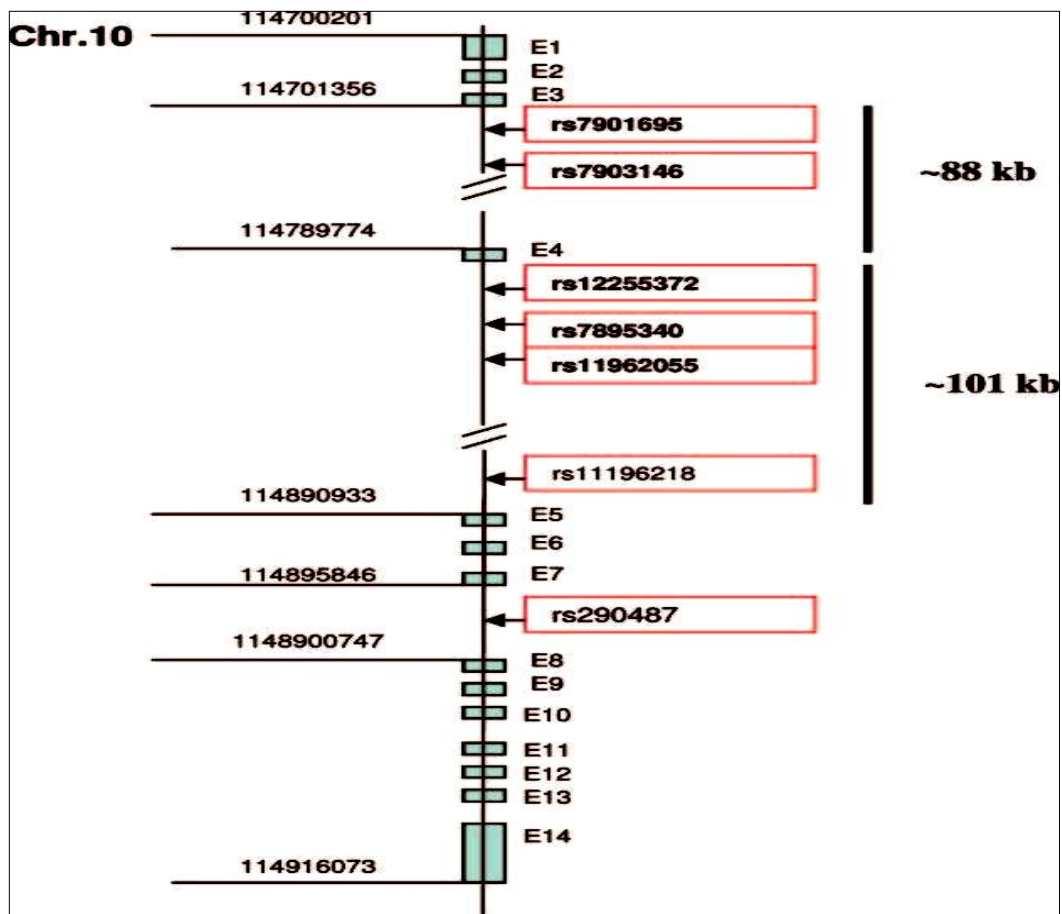 114700201
Chr.10
E1
E2
114701356
E3
rs7901695
rs7903146
~88 kb
114789774
E4
rs12255372
rs7895340
rs11962055
~101 kb
rs11196218
114890933
E5
E6
114895846
E7
rs290487
1148900747
E8
E9
E10
E11
E12
E13
E14
114916073